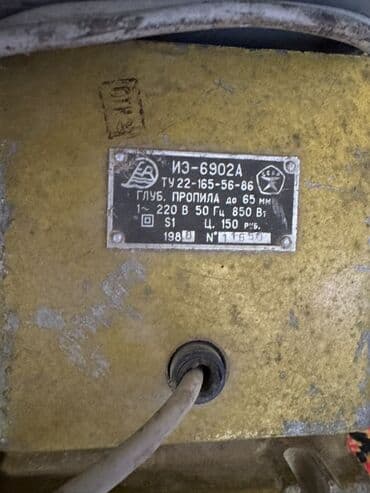 ИЭ-6902А
ТУ 22-165-56-86
ГЛУБ. ПРОПИЛА до 65 мм
1~ 220 В 50 Гц 850 Вт
S1 Ц. 150 руб.
198 N°